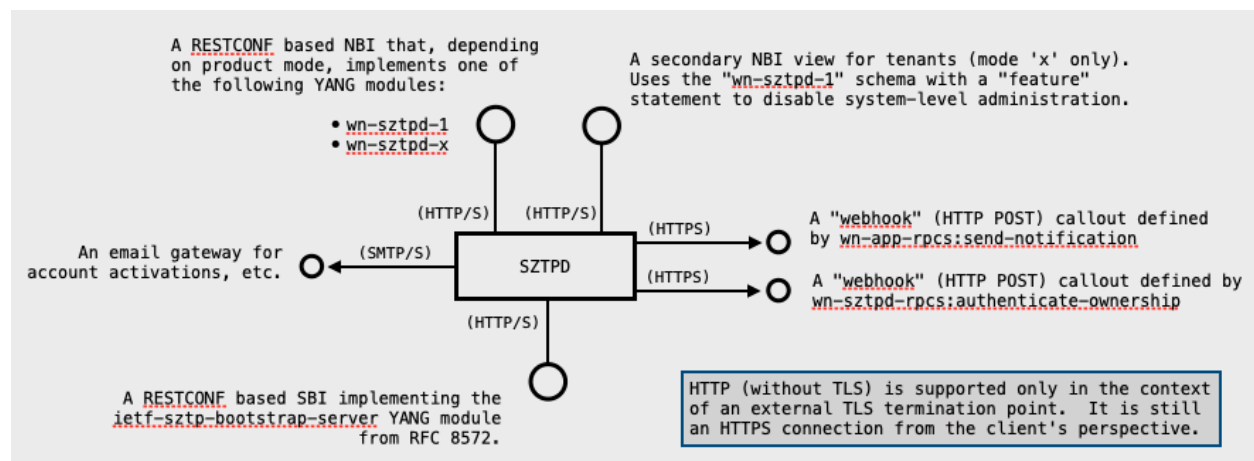 A RESTCONF based NBI that, depending
on product mode, implements one of
the following YANG modules:
• wn-sztpd-1
• wn-sztpd-x
A secondary NBI view for tenants (mode 'x' only).
Uses the "wn-sztpd-1" schema with a "feature"
statement to disable system-level administration.
(HTTP/S)
(HTTP/S)
An email gateway for
account activations, etc.
(SMTP/S)
SZTPD
(HTTPS)
A "webhook" (HTTP POST) callout defined
by wn-app-rpcs:send-notification
(HTTPS)
A "webhook" (HTTP POST) callout defined by
wn-sztpd-rpcs:authenticate-ownership
(HTTP/S)
A RESTCONF based SBI implementing the
ietf-sztp-bootstrap-server YANG module
from RFC 8572.
HTTP (without TLS) is supported only in the context
of an external TLS termination point.  It is still
an HTTPS connection from the client's perspective.